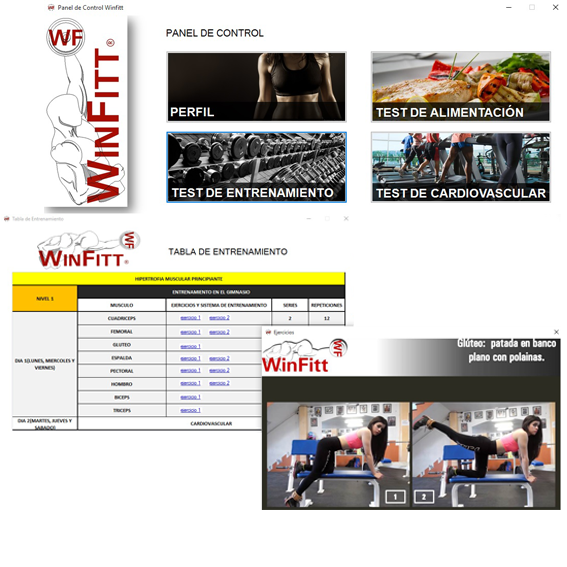 Panel de Control Winfitt
WF
WINFITT®
PANEL DE CONTROL
PERFIL
TEST DE ALIMENTACIÓN
TEST DE ENTRENAMIENTO
TEST DE CARDIOVASCULAR
Tabla de Entrenamiento
WF
WINFITT®
TABLA DE ENTRENAMIENTO
HIPERTROFIA MUSCULAR PRINCIPIANTE
NIVEL 1
ENTRENAMIENTO EN EL GIMNASIO
MUSCULO EJERCICIOS Y SISTEMA DE ENTRENAMIENTO SERIES REPETICIONES
DIA 1(LUNES, MIERCOLES Y VIERNES)
CUADRICEPS ejercicio 1 ejercicio 2 2 12
FEMORAL ejercicio 1 ejercicio 2
GLUTEO ejercicio 1
ESPALDA ejercicio 1 ejercicio 2
PECTORAL ejercicio 1 ejercicio 2
HOMBRO ejercicio 1 ejercicio 2
BICEPS ejercicio 1
TRICEPS ejercicio 1
DIA 2(MARTES, JUEVES Y SABADO)
CARDIOVASCULAR
Ejercicios
WF
WINFITT
Glúteo: patada en banco
plano con polainas.
1
2